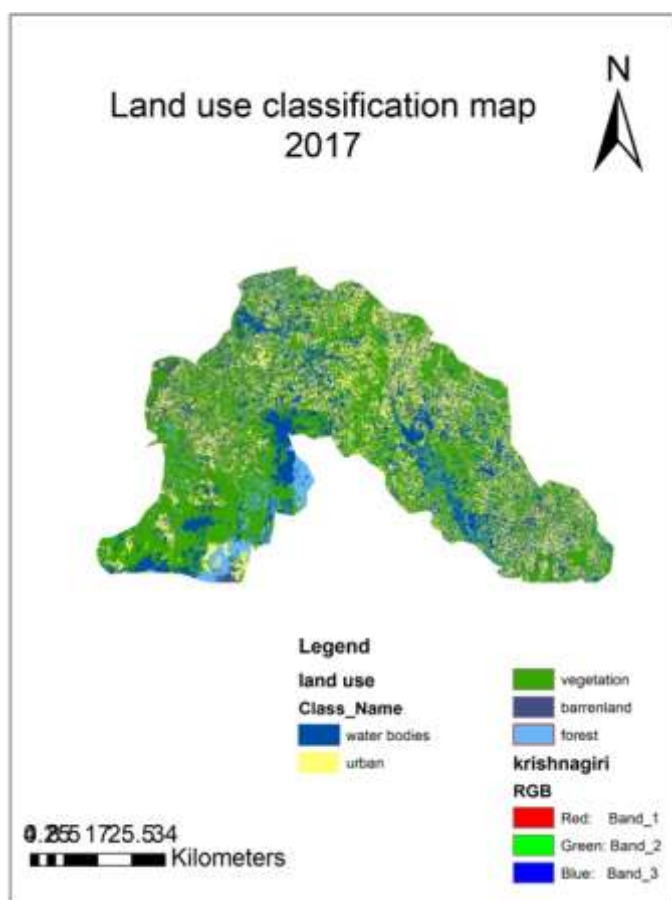 N
Land use classification map
2017
Legend
land use
Class_Name
water bodies
urban
vegetation
barrenland
forest
krishnagiri
RGB
Red: Band_1
Green: Band_2
Blue: Band_3
Kilometers